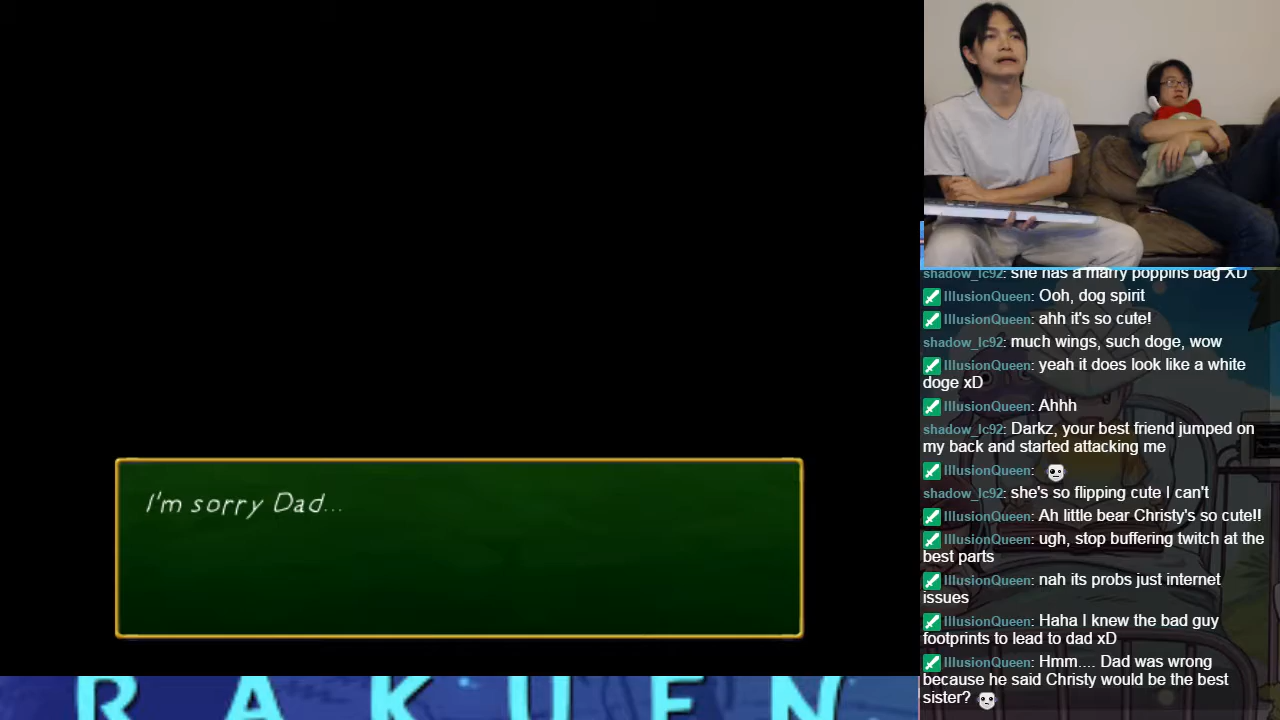 I'm sorry Dad...
R A K U E N
shadow_lc92: she has a marry poppins bag XD
IllusionQueen: Ooh, dog spirit
IllusionQueen: ahh it's so cute!
shadow_lc92: much wings, such doge, wow
IllusionQueen: yeah it does look like a white
doge xD
IllusionQueen: Ahhh
shadow_lc92: Darkz, your best friend jumped on
my back and started attacking me
IllusionQueen:
shadow_lc92: she's so flipping cute I can't
IllusionQueen: Ah little bear Christy's so cute!!
IllusionQueen: ugh, stop buffering twitch at the
best parts
IllusionQueen: nah its probs just internet
issues
IllusionQueen: Haha I knew the bad guy
footprints to lead to dad xD
IllusionQueen: Hmm.... Dad was wrong
because he said Christy would be the best
sister?